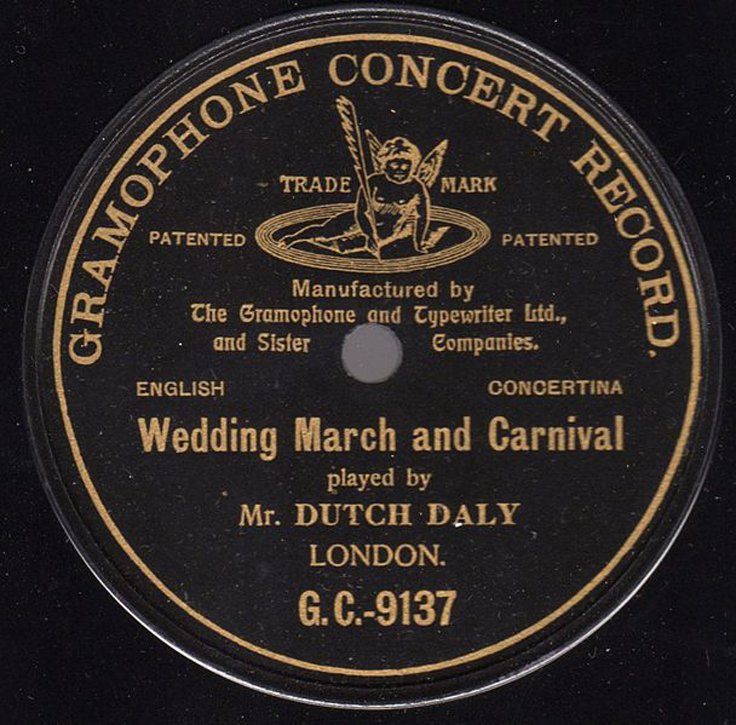 GRAMOPHONE CONCERT RECORD.
TRADE MARK
PATENTED PATENTED
Manufactured by
The Gramophone and Typewriter Ltd.,
and Sister Companies.
ENGLISH CONCERTINA
Wedding March and Carnival
played by
Mr. DUTCH DALY
LONDON.
G.C.-9137